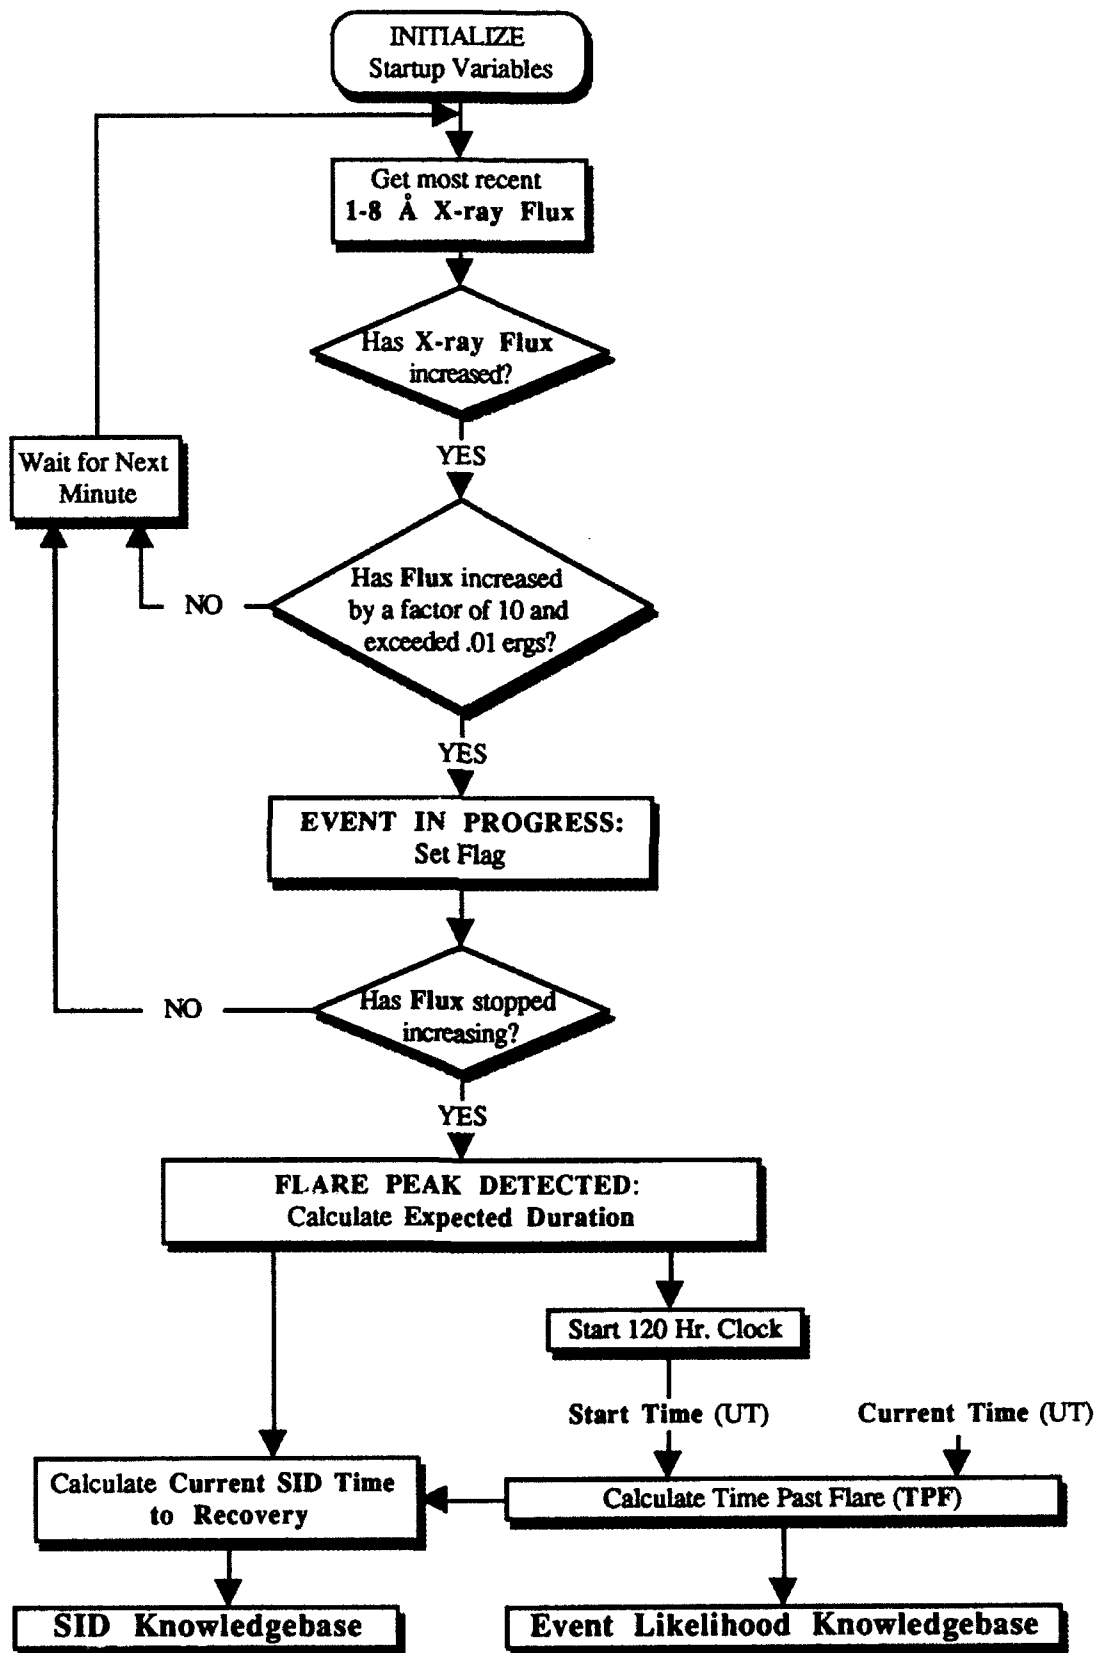 INITIALIZE
Startup Variables
Get most recent
1-8 Å X-ray Flux
Has X-ray Flux
increased?
YES
Wait for Next
Minute
Has Flux increased
by a factor of 10 and
exceeded .01 ergs?
NO
YES
EVENT IN PROGRESS:
Set Flag
Has Flux stopped
increasing?
NO
YES
FLARE PEAK DETECTED:
Calculate Expected Duration
Start 120 Hr. Clock
Start Time (UT)
Current Time (UT)
Calculate Current SID Time
to Recovery
Calculate Time Past Flare (TPF)
SID Knowledgebase
Event Likelihood Knowledgebase